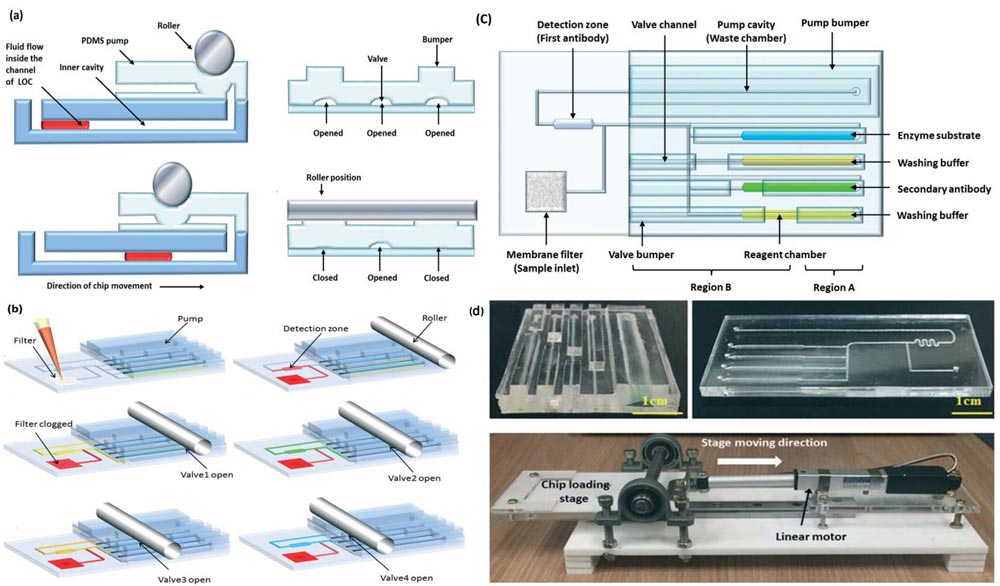 (a)
Roller
PDMS pump
Fluid flow
inside the
channel
of LOC
Inner cavity
Bumper
Valve
Opened
Opened
Opened
Roller position
Closed
Opened
Closed
Direction of chip movement
(b)
Filter
Pump
Detection zone
Roller
Filter clogged
Valve1 open
Valve2 open
Valve3 open
Valve4 open
(C)
Detection zone
(First antibody)
Valve channel
Pump cavity
(Waste chamber)
Pump bumper
Enzyme substrate
Washing buffer
Secondary antibody
Washing buffer
Membrane filter
(Sample inlet)
Valve bumper
Reagent chamber
Region B
Region A
(d)
1cm
1cm
Stage moving direction
Chip loading
stage
Linear motor